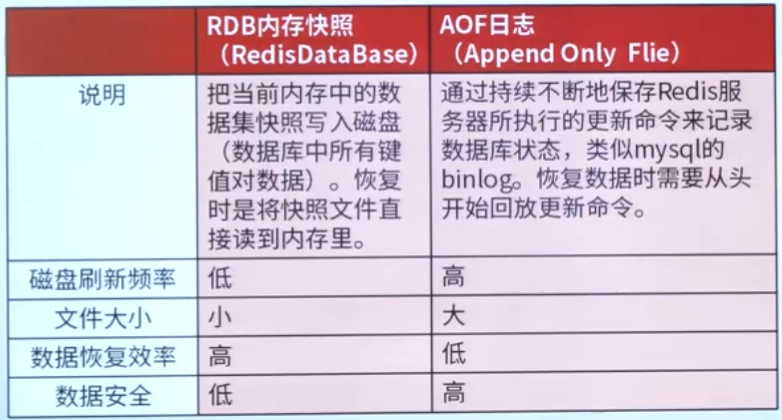 RDB内存快照
（RedisDataBase）
AOF日志
（Append Only Flie）
说明
把当前内存中的数
据集快照写入磁盘
（数据库中所有键
值对数据）。恢复
时是将快照文件直
接读到内存里。
通过持续不断地保存Redis服
务器所执行的更新命令来记录
数据库状态，类似mysql的
binlog。恢复数据时需要从头
开始回放更新命令。
磁盘刷新频率
低
高
文件大小
小
大
数据恢复效率
高
低
数据安全
低
高